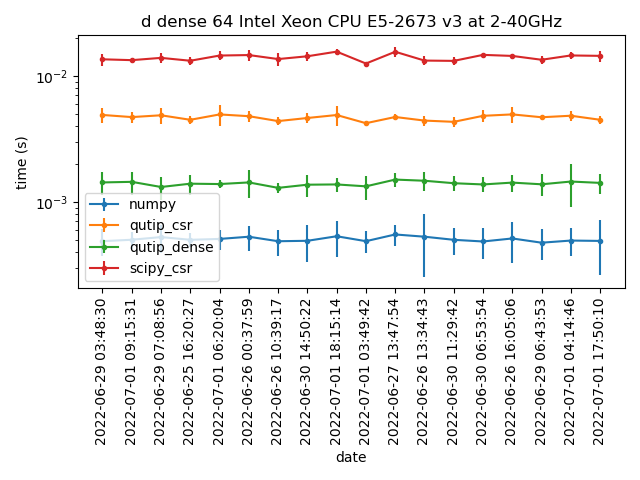 d dense 64 Intel Xeon CPU E5-2673 v3 at 2-40GHz
time (s)
10⁻²
10⁻³
numpy
qutip_csr
qutip_dense
scipy_csr
2022-06-29 03:48:30
2022-07-01 09:15:31
2022-06-29 07:08:56
2022-06-25 16:20:27
2022-07-01 06:20:04
2022-06-26 00:37:59
2022-06-26 10:39:17
2022-06-30 14:50:22
2022-07-01 18:15:14
2022-07-01 03:49:42
2022-06-27 13:47:54
2022-06-26 13:34:43
2022-06-30 11:29:42
2022-06-30 06:53:54
2022-06-26 16:05:06
2022-06-29 06:43:53
2022-07-01 04:14:46
2022-07-01 17:50:10
date